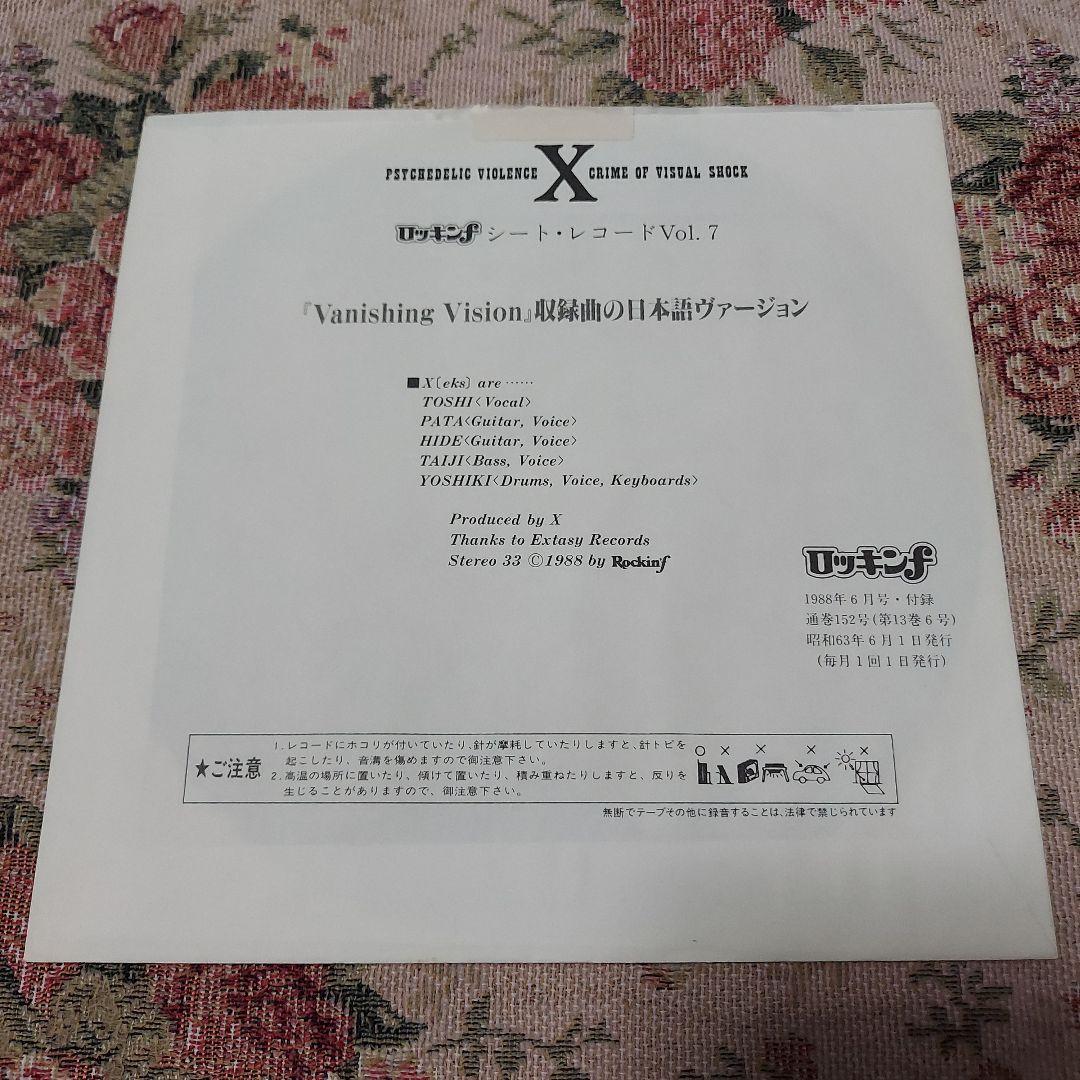 PSYCHEDELIC VIOLENCE X CRIME OF VISUAL SHOCK
ロッキンf シート・レコードVol. 7
『Vanishing Vision』収録曲の日本語ヴァージョン
■X〔eks〕are ……
TOSHI〈Vocal〉
PATA〈Guitar, Voice〉
HIDE〈Guitar, Voice〉
TAIJI〈Bass, Voice〉
YOSHIKI〈Drums, Voice, Keyboards〉
Produced by X
Thanks to Extasy Records
Stereo 33 ©1988 by Rockin'f
ロッキンf
1988年6月号・付録
通巻152号(第13巻6号)
昭和63年6月1日発行
(毎月1回1日発行)
★ご注意
1. レコードにホコリが付いていたり、針が摩耗していたりしますと、針トビを
起こしたり、音溝を傷めますので御注意下さい。
2. 高温の場所に置いたり、傾けて置いたり、積み重ねたりしますと、反りを
生じることがありますので、御注意下さい。
○ × × × ×
無断でテープその他に録音することは、法律で禁じられています